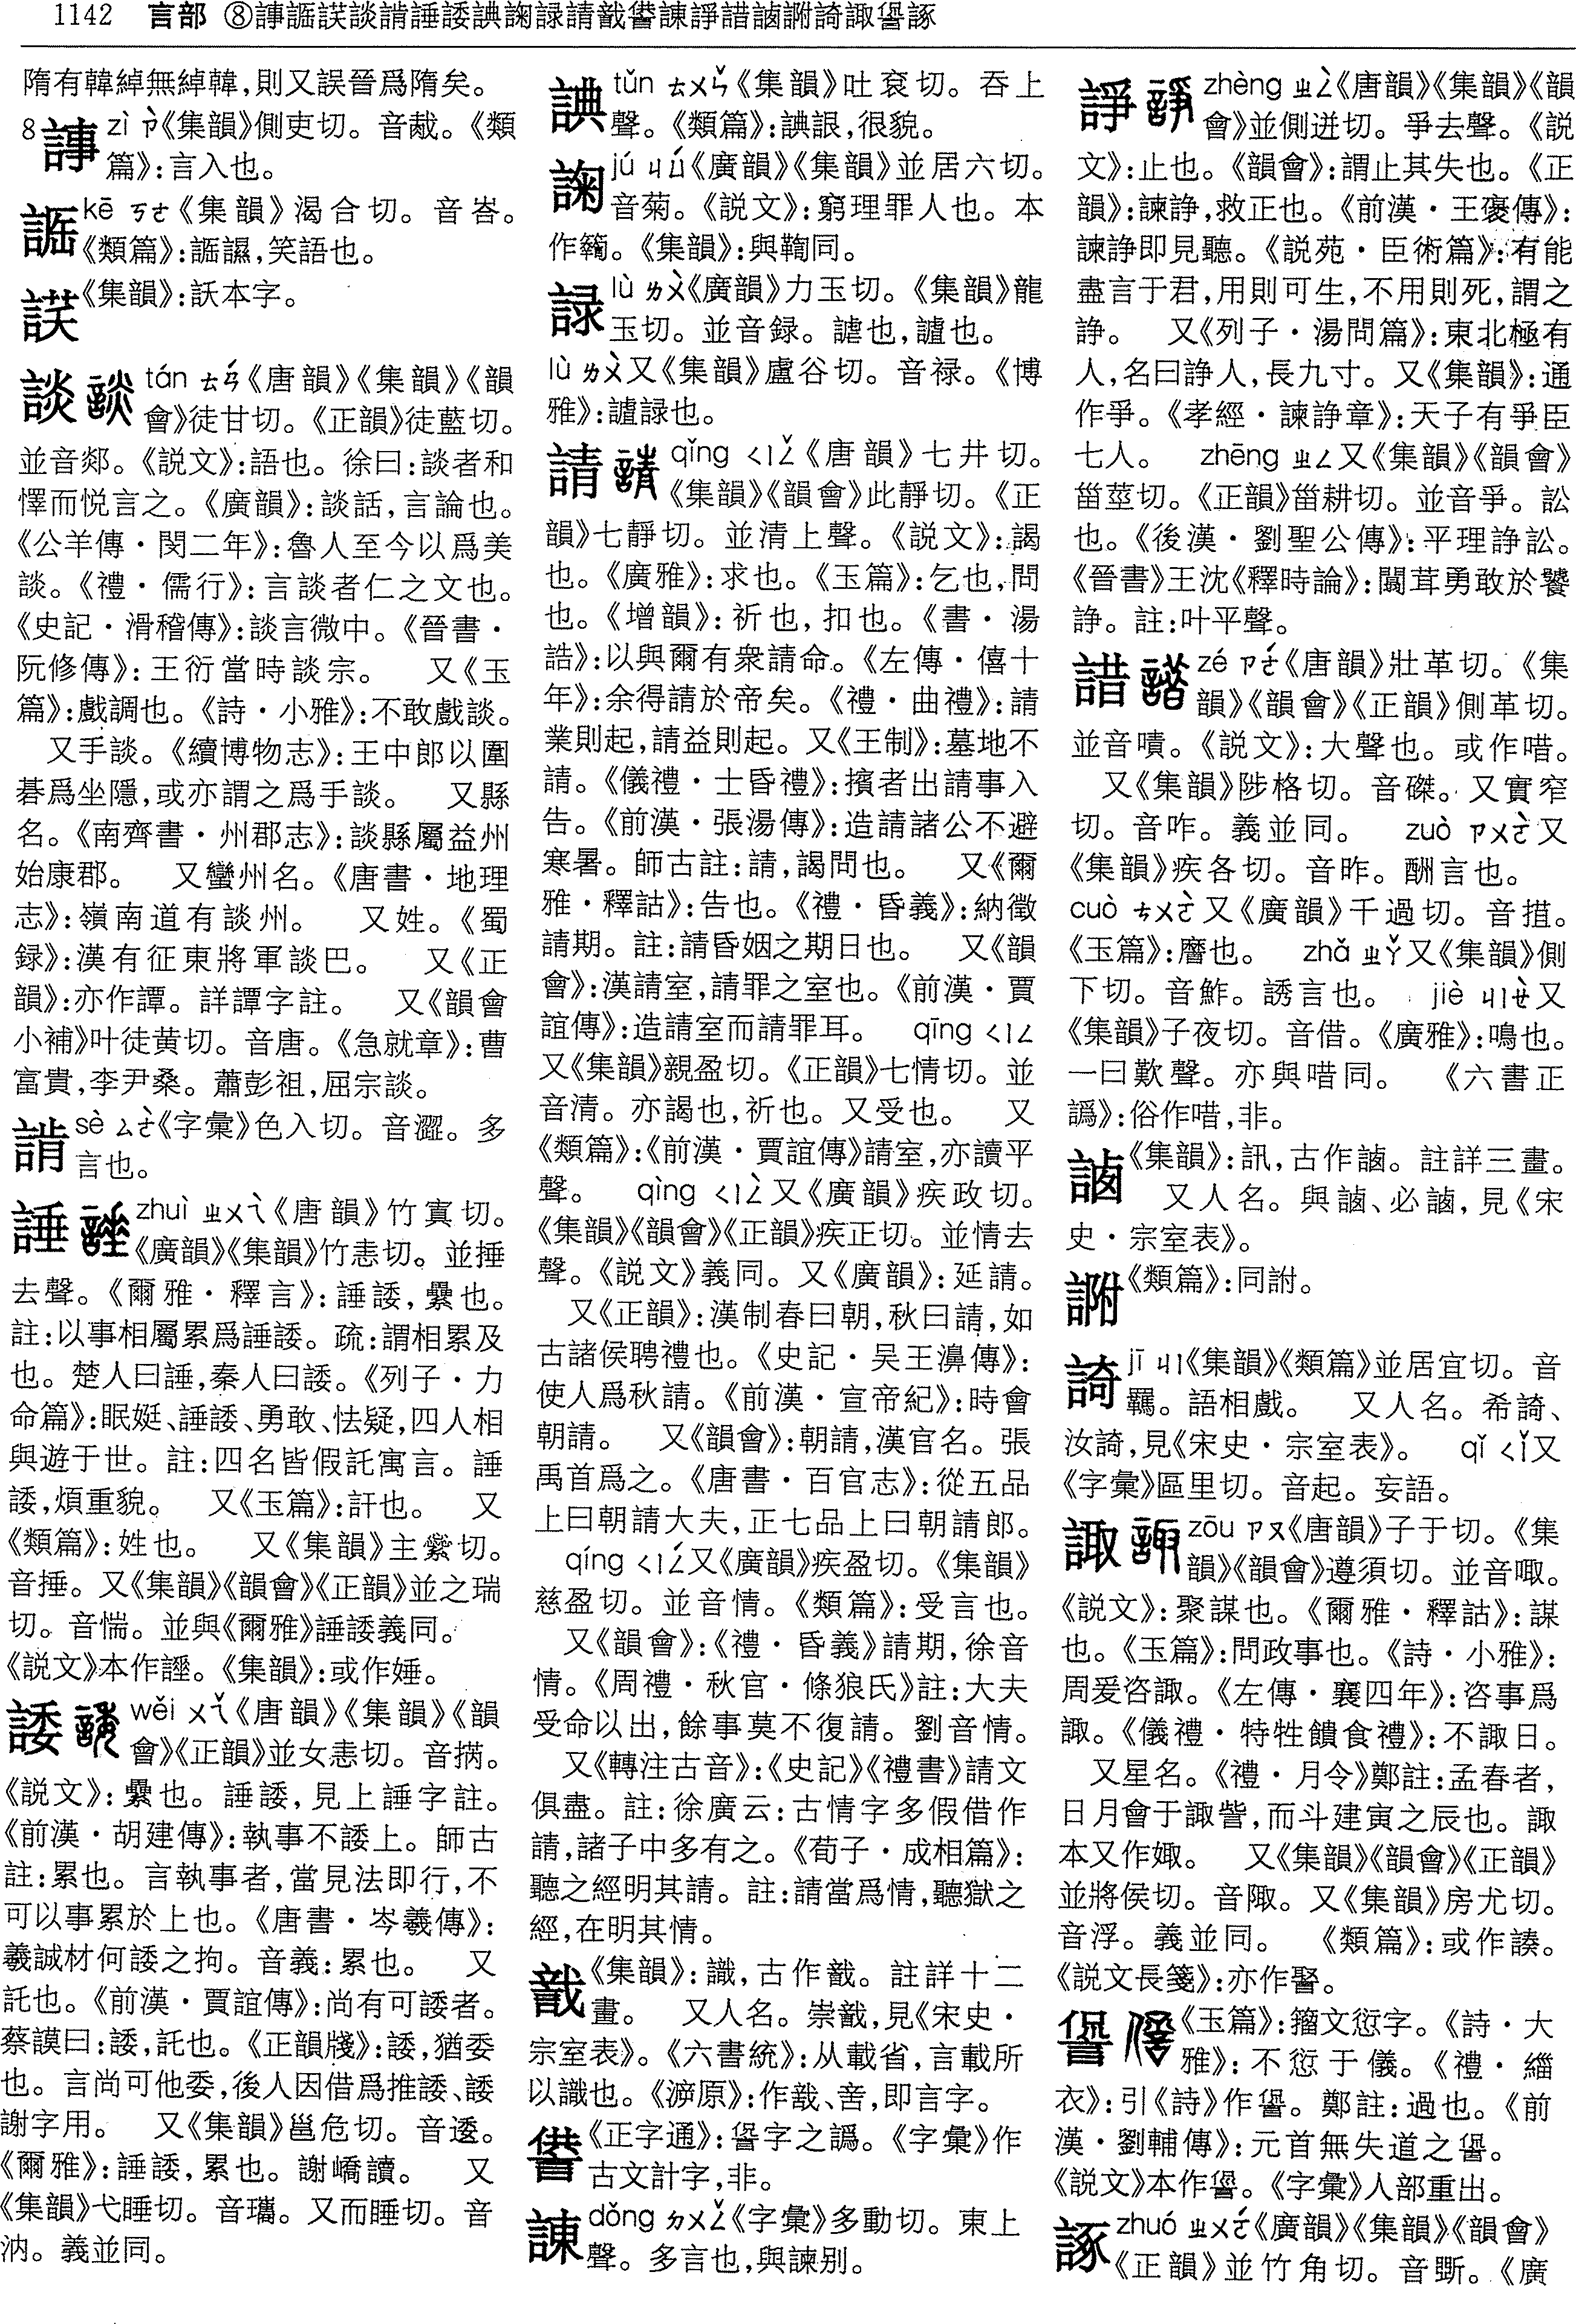 1142 言部 ⑧諄𧩄䛿談䛽諈諉䛱諊䛹請𧨳𧩱諫諍諎𧩤詂𧨎諏諐諑
隋有韓綽無綽韓,則又誤晉爲隋矣。
8 zì ㄗˋ《集韻》側吏切。音胾。《類
篇》:言入也。
kē ㄎㄜ《集韻》渴合切。音㟏。
《類篇》:諨,笑語也。
《集韻》:訞本字。
談 tán ㄊㄢˊ《唐韻》《集韻》《韻
會》徒甘切。《正韻》徒藍切。
並音郯。《説文》:語也。徐曰:談者和
懌而悦言之。《廣韻》:談話,言論也。
《公羊傳·閔二年》:魯人至今以爲美
談。《禮·儒行》:言談者仁之文也。
《史記·滑稽傳》:談言微中。《晉書·
阮修傳》:王衍當時談宗。 又《玉
篇》:戲調也。《詩·小雅》:不敢戲談。
又手談。《續博物志》:王中郎以圍
碁爲坐隱,或亦謂之爲手談。 又縣
名。《南齊書·州郡志》:談縣屬益州
始康郡。 又蠻州名。《唐書·地理
志》:嶺南道有談州。 又姓。《蜀
録》:漢有征東將軍談巴。 又《正
韻》:亦作譚。詳譚字註。 又《韻會
小補》叶徒黄切。音唐。《急就章》:曹
富貴,李尹桑。蕭彭祖,屈宗談。
sè ㄙㄜˋ《字彙》色入切。音澀。多
言也。
諈 zhuì ㄓㄨㄟˋ《唐韻》竹寘切。
《廣韻》《集韻》竹恚切。並捶
去聲。《爾雅·釋言》:諈諉,纍也。
註:以事相屬累爲諈諉。疏:謂相累及
也。楚人曰諈,秦人曰諉。《列子·力
命篇》:眠娗、諈諉、勇敢、怯疑,四人相
與遊于世。註:四名皆假託寓言。諈
諉,煩重貌。 又《玉篇》:訐也。 又
《類篇》:姓也。 又《集韻》主縈切。
音捶。又《集韻》《韻會》《正韻》並之瑞
切。音惴。並與《爾雅》諈諉義同。
《説文》本作諈。《集韻》:或作娷。
諉 wěi ㄨㄟˇ《唐韻》《集韻》《韻
會》《正韻》並女恚切。音㨅。
《説文》:纍也。諈諉,見上諈字註。
《前漢·胡建傳》:執事不諉上。師古
註:累也。言執事者,當見法即行,不
可以事累於上也。《唐書·岑羲傳》:
羲誠材何諉之拘。音義:累也。 又
託也。《前漢·賈誼傳》:尚有可諉者。
蔡謨曰:諉,託也。《正韻牋》:諉,猶委
也。言尚可他委,後人因借爲推諉、諉
謝字用。 又《集韻》邕危切。音逶。
《爾雅》:諈諉,累也。謝嶠讀。 又
《集韻》弋睡切。音瓗。又而睡切。音
汭。義並同。
tǔn ㄊㄨㄣˇ《集韻》吐袞切。吞上
聲。《類篇》:䛱詪,很貌。
諊 jú ㄐㄩˊ《廣韻》《集韻》並居六切。
音菊。《説文》:窮理罪人也。本
作䥗。《集韻》:與鞫同。
䛹 lù ㄌㄨˋ《廣韻》力玉切。《集韻》龍
玉切。並音録。謯也,謯也。
lù ㄌㄨˋ又《集韻》盧谷切。音禄。《博
雅》:謯䛹也。
請 qǐng ㄑㄧㄥˇ《唐韻》七井切。
《集韻》《韻會》此靜切。《正
韻》七靜切。並清上聲。《説文》:謁
也。《廣雅》:求也。《玉篇》:乞也,問
也。《增韻》:祈也,扣也。《書·湯
誥》:以與爾有衆請命。《左傳·僖十
年》:余得請於帝矣。《禮·曲禮》:請
業則起,請益則起。又《王制》:墓地不
請。《儀禮·士昏禮》:擯者出請事入
告。《前漢·張湯傳》:造請諸公不避
寒暑。師古註:請,謁問也。 又《爾
雅·釋詁》:告也。《禮·昏義》:納徵
請期。註:請昏姻之期日也。 又《韻
會》:漢請室,請罪之室也。《前漢·賈
誼傳》:造請室而請罪耳。 qīng ㄑㄧㄥ
又《集韻》親盈切。《正韻》七情切。並
音清。亦謁也,祈也。又受也。 又
《類篇》:《前漢·賈誼傳》請室,亦讀平
聲。 qìng ㄑㄧㄥˋ又《廣韻》疾政切。
《集韻》《韻會》《正韻》疾正切。並情去
聲。《説文》義同。又《廣韻》:延請。
又《正韻》:漢制春曰朝,秋曰請,如
古諸侯聘禮也。《史記·吴王濞傳》:
使人爲秋請。《前漢·宣帝紀》:時會
朝請。 又《韻會》:朝請,漢官名。張
禹首爲之。《唐書·百官志》:從五品
上曰朝請大夫,正七品上曰朝請郎。
qíng ㄑㄧㄥˊ又《廣韻》疾盈切。《集韻》
慈盈切。並音情。《類篇》:受言也。
又《韻會》:《禮·昏義》請期,徐音
情。《周禮·秋官·條狼氏》註:大夫
受命以出,餘事莫不復請。劉音情。
又《轉注古音》:《史記》《禮書》請文
俱盡。註:徐廣云:古情字多假借作
請,諸子中多有之。《荀子·成相篇》:
聽之經明其請。註:請當爲情,聽獄之
經,在明其情。
《集韻》:識,古作𧨳。註詳十二
畫。 又人名。崇𧨳,見《宋史·
宗室表》。《六書統》:从載省,言載所
以識也。《㴑原》:作㦲、㖕,即言字。
《正字通》:諐字之譌。《字彙》作
古文計字,非。
諫 dǒng ㄉㄨㄥˇ《字彙》多動切。東上
聲。多言也,與諫别。
諍 zhèng ㄓㄥˋ《唐韻》《集韻》《韻
會》並側迸切。爭去聲。《説
文》:止也。《韻會》:謂止其失也。《正
韻》:諫諍,救正也。《前漢·王褒傳》:
諫諍即見聽。《説苑·臣術篇》:有能
盡言于君,用則可生,不用則死,謂之
諍。 又《列子·湯問篇》:東北極有
人,名曰諍人,長九寸。又《集韻》:通
作爭。《孝經·諫諍章》:天子有爭臣
七人。 zhēng ㄓㄥ又《集韻》《韻會》
甾莖切。《正韻》甾耕切。並音爭。訟
也。《後漢·劉聖公傳》:平理諍訟。
《晉書》王沈《釋時論》:闒茸勇敢於饕
諍。註:叶平聲。
諎 zé ㄗㄜˊ《唐韻》壯革切。《集
韻》《韻會》《正韻》側革切。
並音嘖。《説文》:大聲也。或作唶。
又《集韻》陟格切。音磔。又實窄
切。音咋。義並同。 zuò ㄗㄨㄛˋ又
《集韻》疾各切。音昨。酬言也。
cuò ㄘㄨㄛˋ又《廣韻》千過切。音摧。
《玉篇》:譍也。 zhǎ ㄓㄚˇ又《集韻》側
下切。音鮓。誘言也。 jiè ㄐㄧㄝˋ又
《集韻》子夜切。音借。《廣雅》:鳴也。
一曰歎聲。亦與唶同。 《六書正
譌》:俗作唶,非。
《集韻》:訊,古作𧩤。註詳三畫。
又人名。與𧩤、必𧩤,見《宋
史·宗室表》。
《類篇》:同詂。
jī ㄐㄧ《集韻》《類篇》並居宜切。音
羈。語相戲。 又人名。希𧨎、
汝𧨎,見《宋史·宗室表》。 qǐ ㄑㄧˇ又
《字彙》區里切。音起。妄語。
諏 zōu ㄗㄡ《唐韻》子于切。《集
韻》《韻會》遵須切。並音娵。
《説文》:聚謀也。《爾雅·釋詁》:謀
也。《玉篇》:問政事也。《詩·小雅》:
周爰咨諏。《左傳·襄四年》:咨事爲
諏。《儀禮·特牲饋食禮》:不諏日。
又星名。《禮·月令》鄭註:孟春者,
日月會于諏訾,而斗建寅之辰也。諏
本又作娵。 又《集韻》《韻會》《正韻》
並將侯切。音陬。又《集韻》房尤切。
音浮。義並同。 《類篇》:或作謥。
《説文長箋》:亦作䜿。
諐 《玉篇》:籀文愆字。《詩·大
雅》:不愆于儀。《禮·緇
衣》:引《詩》作諐。鄭註:過也。《前
漢·劉輔傳》:元首無失道之諐。
《説文》本作諐。《字彙》人部重出。
諑 zhuó ㄓㄨㄛˊ《廣韻》《集韻》《韻會》
《正韻》並竹角切。音斲。《廣